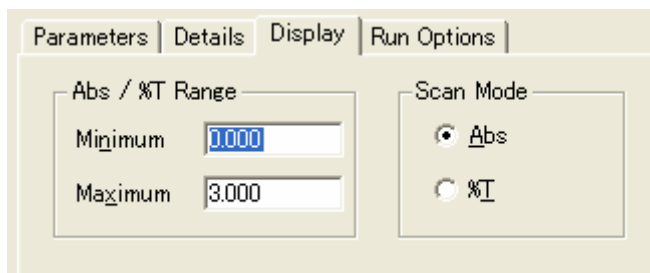 Parameters Details Display Run Options
Abs / %T Range
Minimum 0.000
Maximum 3.000
Scan Mode
Abs
%T